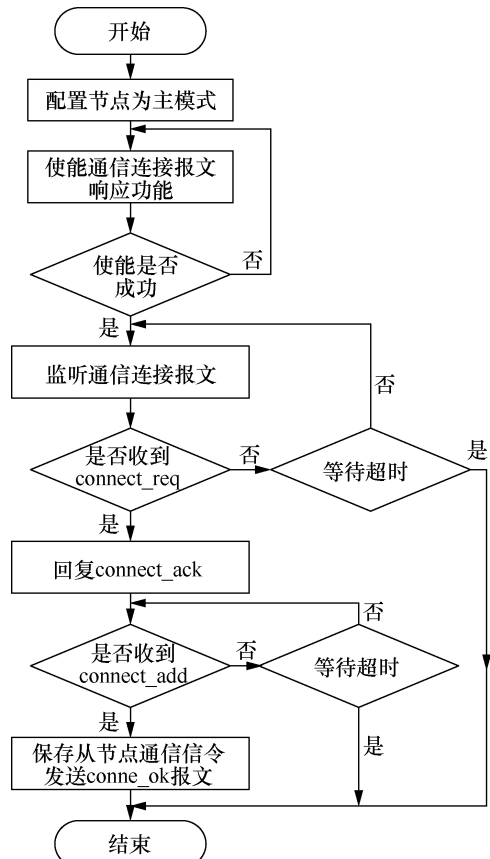 开始
配置节点为主模式
使能通信连接报文
响应功能
使能是否
成功
否
是
监听通信连接报文
否
是否收到
connect_req
否
等待超时
是
是
回复connect_ack
否
是否收到
connect_add
否
等待超时
是
是
保存从节点通信信令
发送conne_ok报文
结束